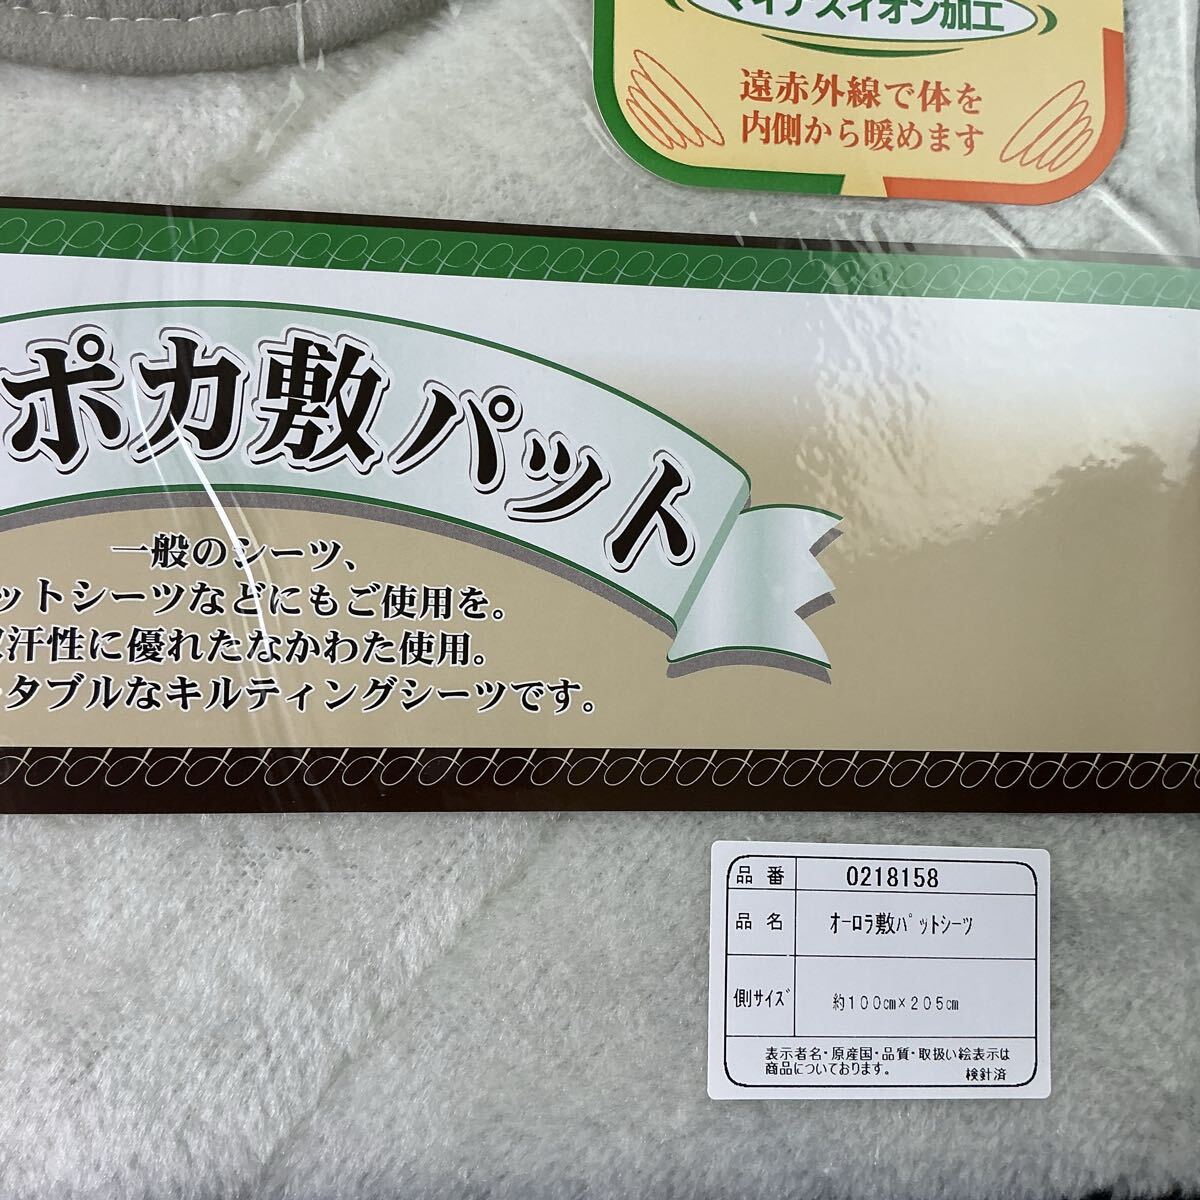 マイナスイオン加工
遠赤外線で体を
内側から暖めます
ポカ敷パット
一般のシーツ、
ットシーツなどにもご使用を。
汗性に優れたなかわた使用。
タブルなキルティングシーツです。
品番 0218158
品名 オーロラ敷パットシーツ
側サイズ 約100cm×205cm
表示者名・原産国・品質・取扱い絵表示は
商品についております。
検針済